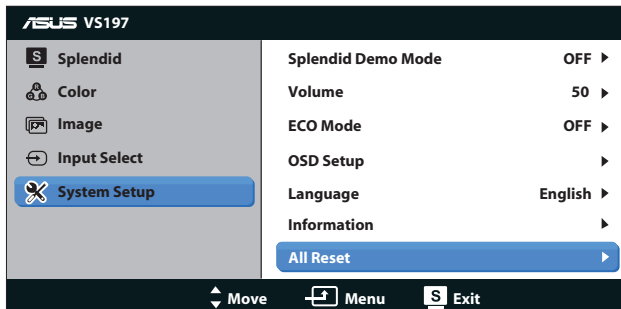 ASUS VS197
S Splendid
Color
Image
Input Select
System Setup
Splendid Demo Mode OFF
Volume 50
ECO Mode OFF
OSD Setup
Language English
Information
All Reset
Move Menu S Exit